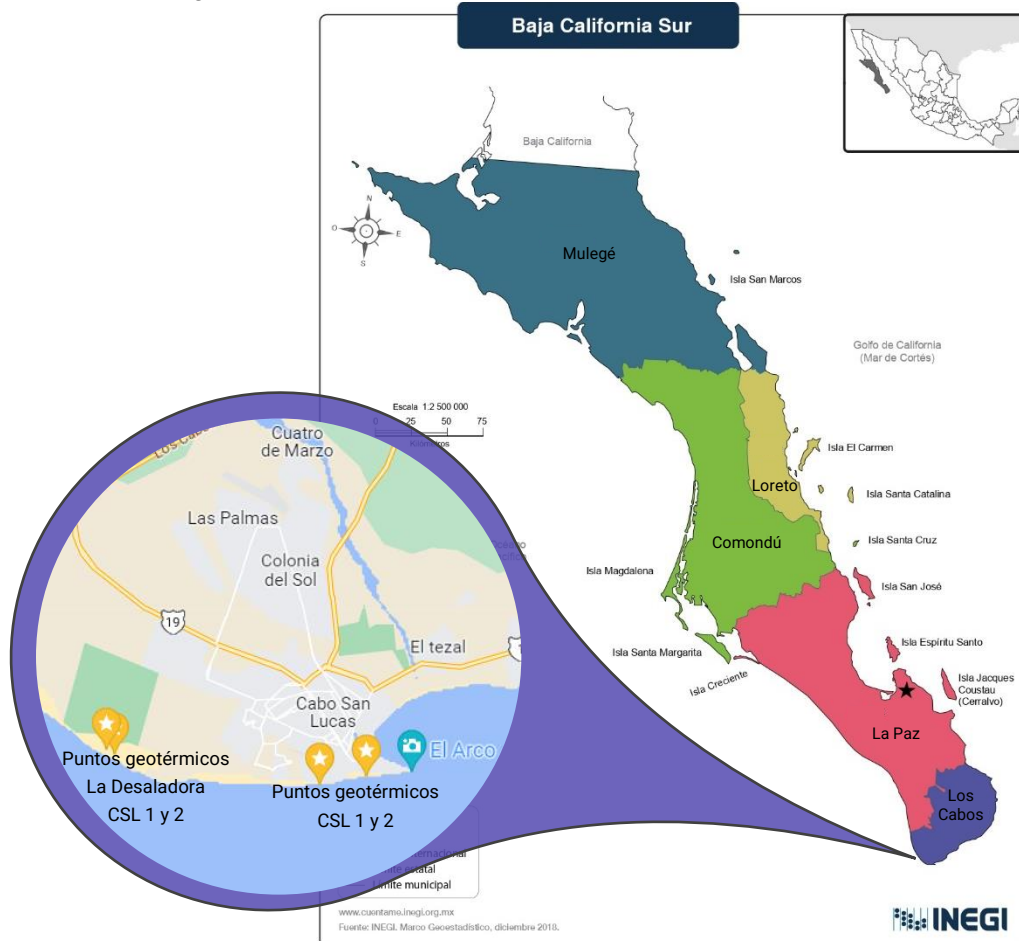 Baja California Sur
Baja California
N
O
E
S
Mulegé
Isla San Marcos
Golfo de California
(Mar de Cortés)
Escala 1:2 500 000
0 25 50 75
Kilómetros
Isla El Carmen
Loreto
Isla Santa Catalina
Comondú
Isla Santa Cruz
Isla Magdalena
Isla San José
Isla Santa Margarita
Isla Creciente
Isla Espíritu Santo
Isla Jacques
Coustau
(Cerralvo)
La Paz
Los
Cabos
Los Cabo
Cuatro
de Marzo
Las Palmas
Colonia
del Sol
19
El tezal
1
Cabo San
Lucas
El Arco
Puntos geotérmicos
La Desaladora
CSL 1 y 2
Puntos geotérmicos
CSL 1 y 2
Límite municipal
www.cuentame.inegi.org.mx
Fuente: INEGI. Marco Geoestadístico, diciembre 2018.
INEGI